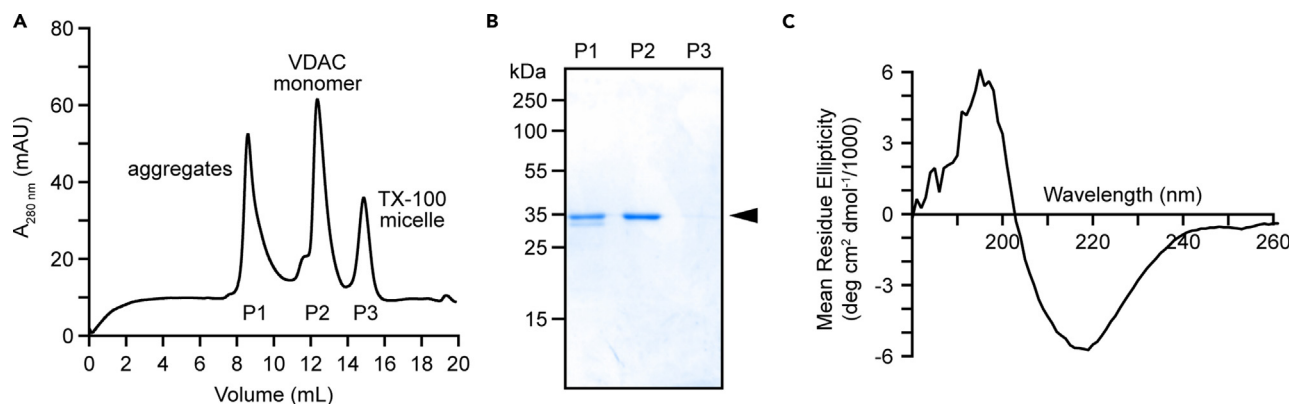 A
80
60
40
20
0
A280 nm (mAU)
aggregates
VDAC
monomer
TX-100
micelle
P1 P2 P3
0 2 4 6 8 10 12 14 16 18 20
Volume (mL)
B
P1 P2 P3
kDa
250
100
55
35
25
15
C
6
3
0
-3
-6
Mean Residue Ellipticity
(deg cm² dmol⁻¹/1000)
Wavelength (nm)
200 220 240 260